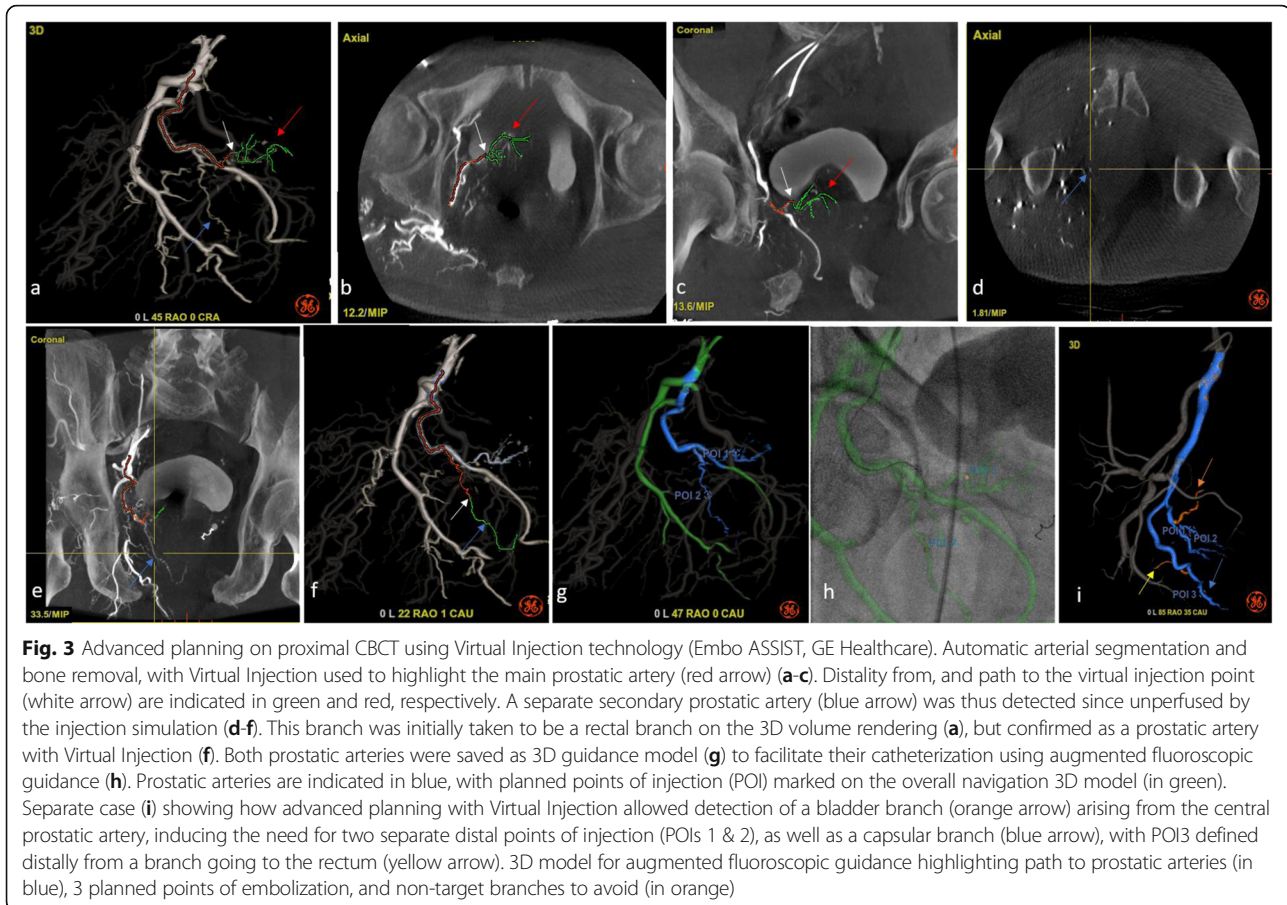 3D
a
0 L 45 RAO 0 CRA
Axial
b
12.2/MIP
Coronal
c
13.6/MIP
Axial
d
1.81/MIP
Coronal
e
33.5/MIP
f
0 L 22 RAO 1 CAU
POI 1
POI 2
g
0 L 47 RAO 0 CAU
h
3D
POI 1
POI 2
POI 3
i
0 L 85 RAO 35 CAU
Fig. 3 Advanced planning on proximal CBCT using Virtual Injection technology (Embo ASSIST, GE Healthcare). Automatic arterial segmentation and
bone removal, with Virtual Injection used to highlight the main prostatic artery (red arrow) (a-c). Distality from, and path to the virtual injection point
(white arrow) are indicated in green and red, respectively. A separate secondary prostatic artery (blue arrow) was thus detected since unperfused by
the injection simulation (d-f). This branch was initially taken to be a rectal branch on the 3D volume rendering (a), but confirmed as a prostatic artery
with Virtual Injection (f). Both prostatic arteries were saved as 3D guidance model (g) to facilitate their catheterization using augmented fluoroscopic
guidance (h). Prostatic arteries are indicated in blue, with planned points of injection (POI) marked on the overall navigation 3D model (in green).
Separate case (i) showing how advanced planning with Virtual Injection allowed detection of a bladder branch (orange arrow) arising from the central
prostatic artery, inducing the need for two separate distal points of injection (POIs 1 & 2), as well as a capsular branch (blue arrow), with POI3 defined
distally from a branch going to the rectum (yellow arrow). 3D model for augmented fluoroscopic guidance highlighting path to prostatic arteries (in
blue), 3 planned points of embolization, and non-target branches to avoid (in orange)